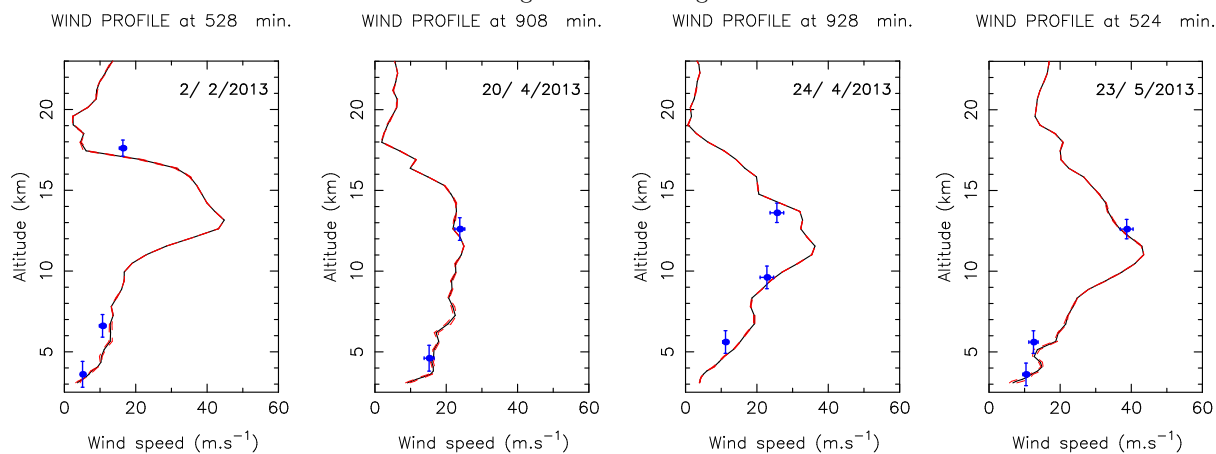 WIND PROFILE at 528 min.
WIND PROFILE at 908 min.
WIND PROFILE at 928 min.
WIND PROFILE at 524 min.
2/ 2/2013
20/ 4/2013
24/ 4/2013
23/ 5/2013
Altitude (km)
5
10
15
20
Altitude (km)
5
10
15
20
Altitude (km)
5
10
15
20
Altitude (km)
5
10
15
20
0 20 40 60
0 20 40 60
0 20 40 60
0 20 40 60
Wind speed (m.s⁻¹)
Wind speed (m.s⁻¹)
Wind speed (m.s⁻¹)
Wind speed (m.s⁻¹)